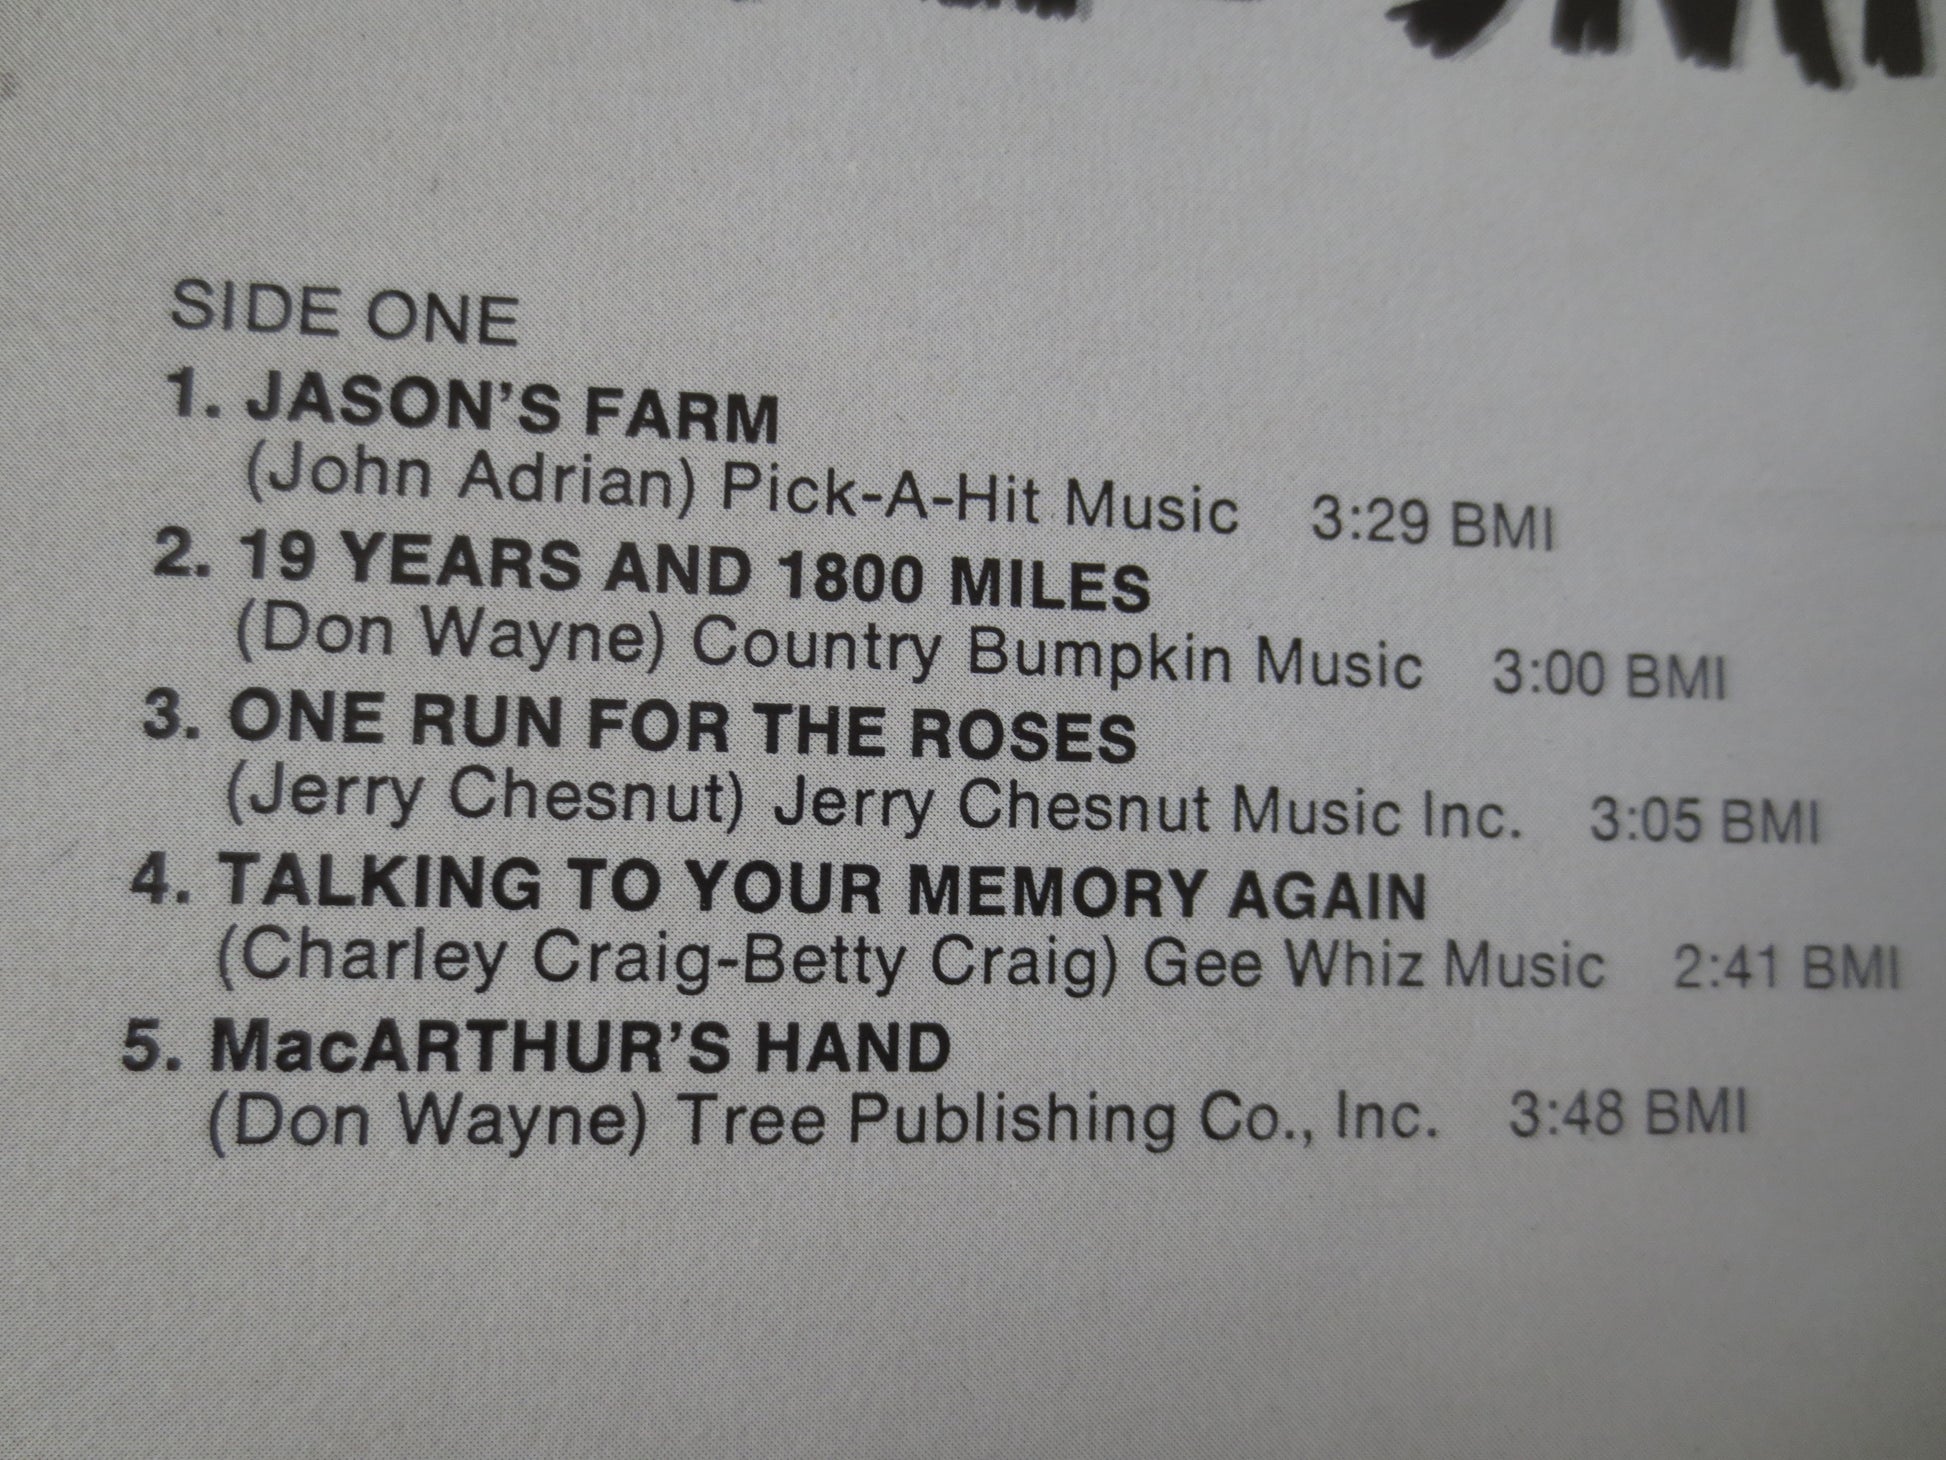 SIDE ONE
1. JASON'S FARM
(John Adrian) Pick-A-Hit Music 3:29 BMI
2. 19 YEARS AND 1800 MILES
(Don Wayne) Country Bumpkin Music 3:00 BMI
3. ONE RUN FOR THE ROSES
(Jerry Chesnut) Jerry Chesnut Music Inc. 3:05 BMI
4. TALKING TO YOUR MEMORY AGAIN
(Charley Craig-Betty Craig) Gee Whiz Music 2:41 BMI
5. MacARTHUR'S HAND
(Don Wayne) Tree Publishing Co., Inc. 3:48 BMI